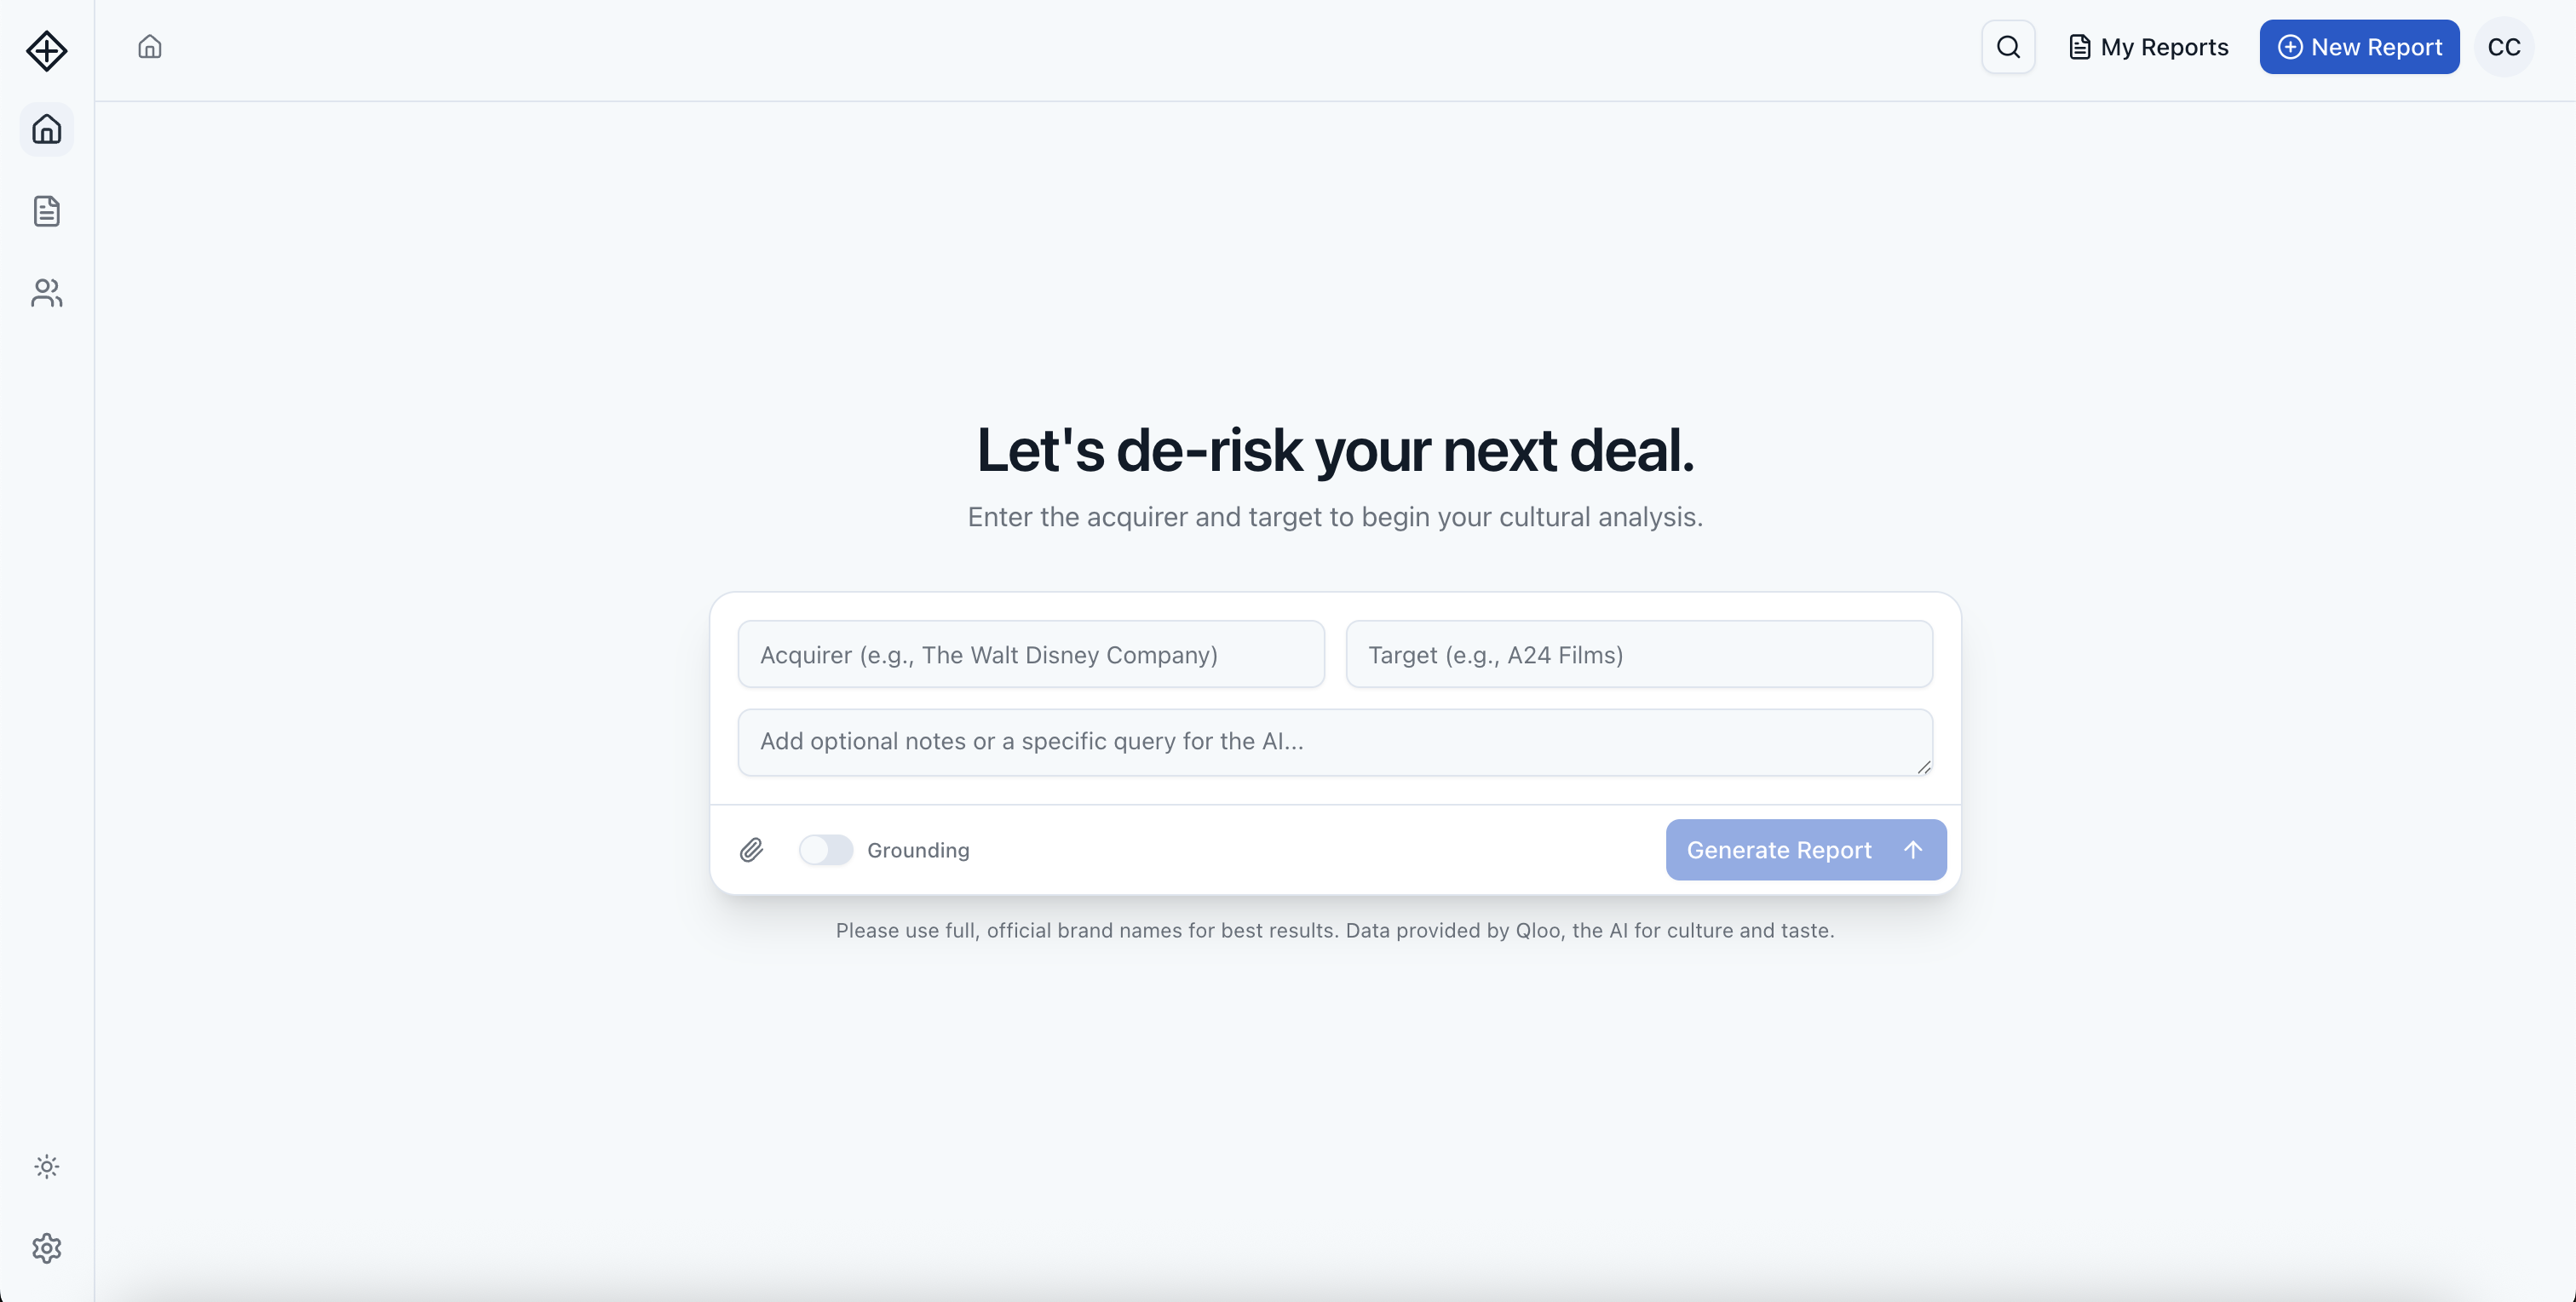 My Reports
New Report
CC
Let's de-risk your next deal.
Enter the acquirer and target to begin your cultural analysis.
Acquirer (e.g., The Walt Disney Company)
Target (e.g., A24 Films)
Add optional notes or a specific query for the AI...
Grounding
Generate Report
Please use full, official brand names for best results. Data provided by Qloo, the AI for culture and taste.